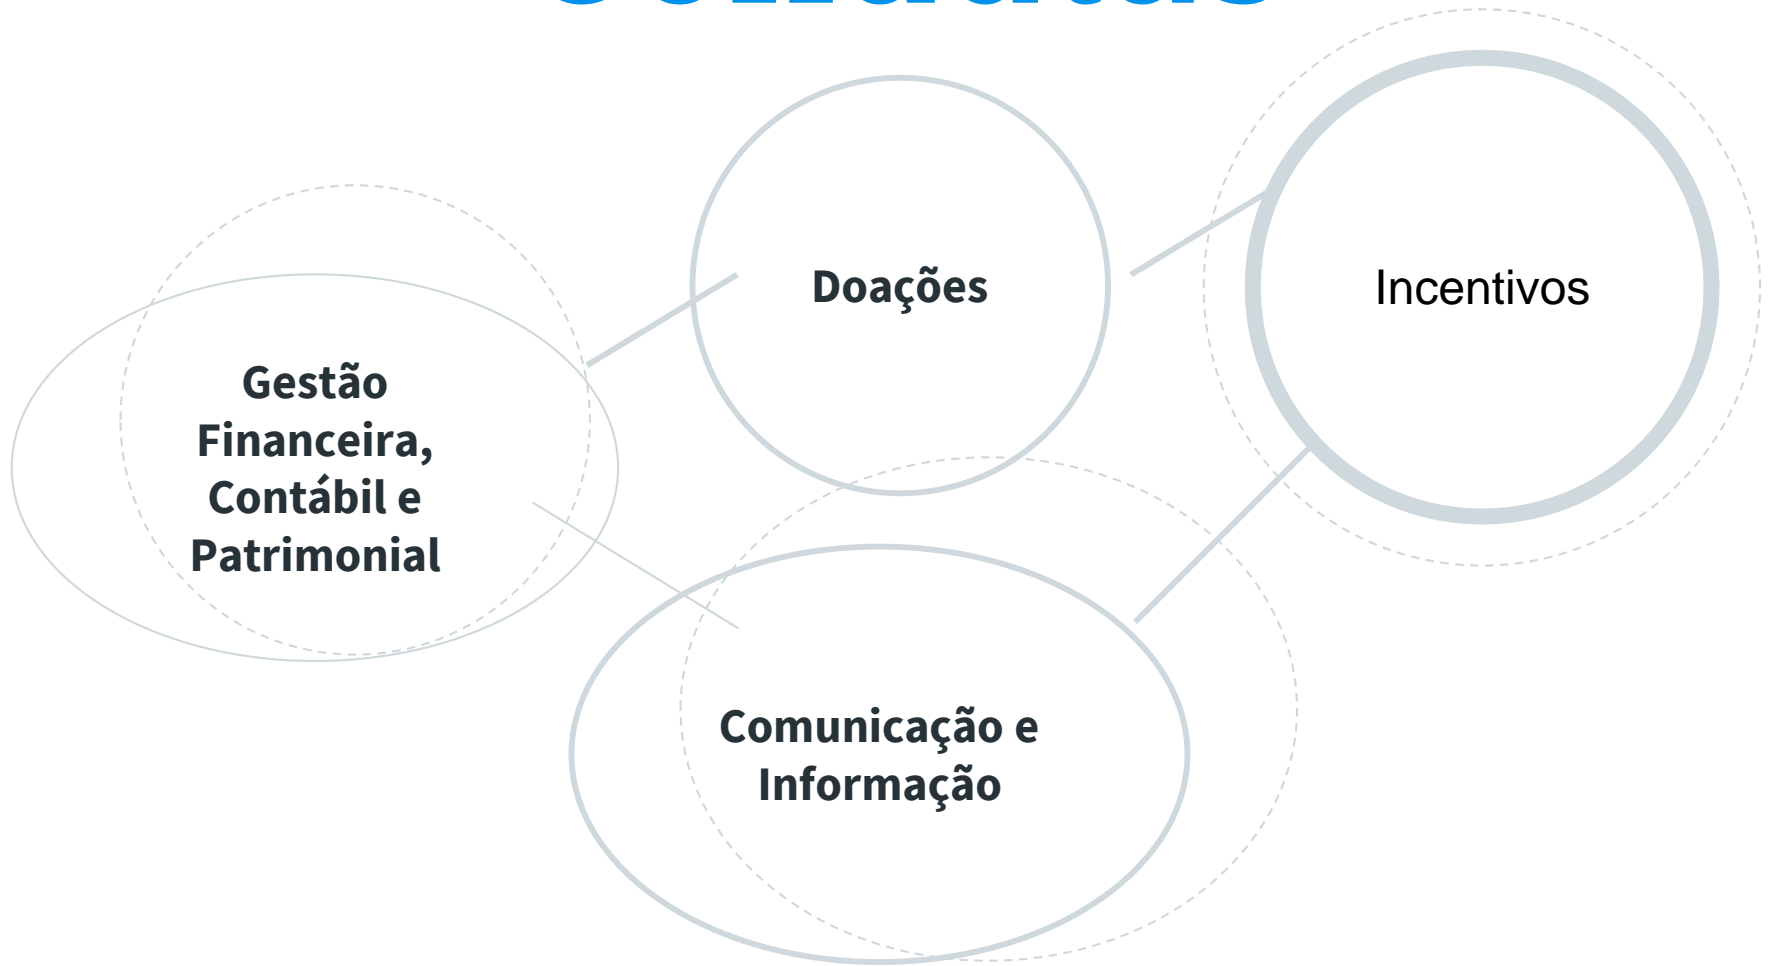 Doações
Incentivos
Gestão
Financeira,
Contábil e
Patrimonial
Comunicação e
Informação